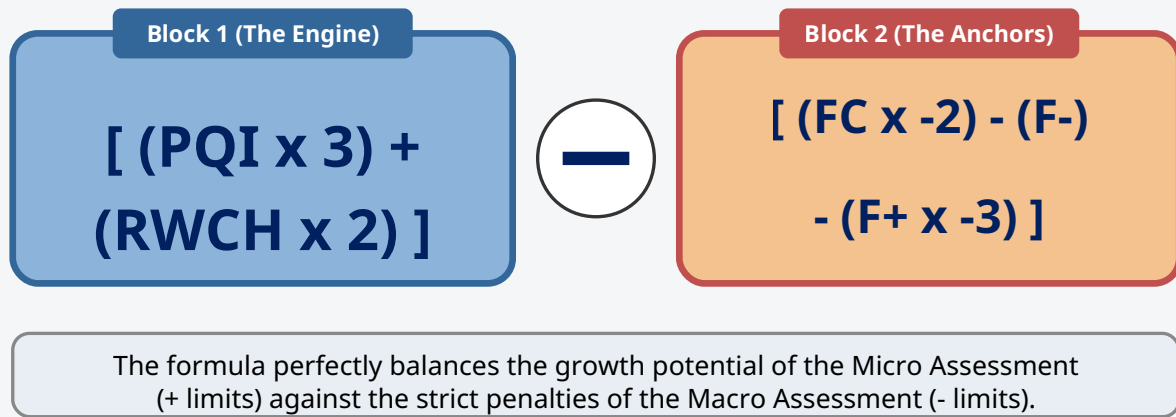 Block 1 (The Engine)
[ (PQI x 3) +
(RWCH x 2) ]
—
Block 2 (The Anchors)
[ (FC x -2) - (F-)
- (F+ x -3) ]
The formula perfectly balances the growth potential of the Micro Assessment
(+ limits) against the strict penalties of the Macro Assessment (- limits).